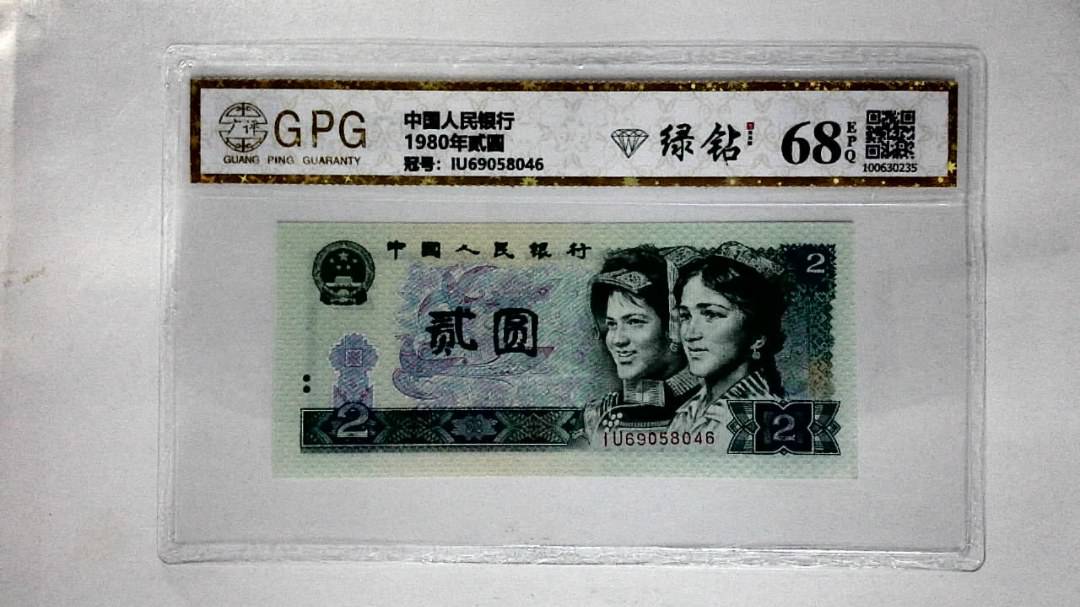 GPG
GUANG PING GUARANTY
中国人民银行
1980年贰圆
冠号：IU69058046
绿钻
68
EPQ
100630235
中国人民银行
2
贰圆
2
IU69058046
2